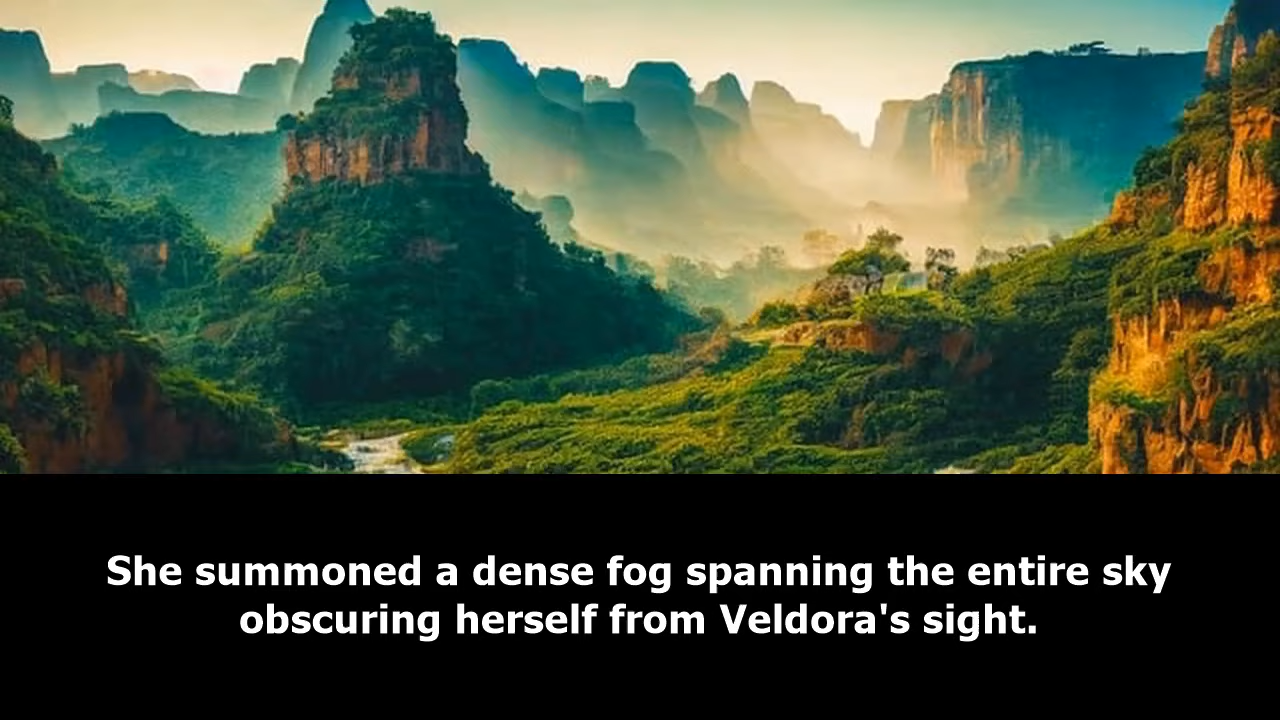 She summoned a dense fog spanning the entire sky
obscuring herself from Veldora's sight.